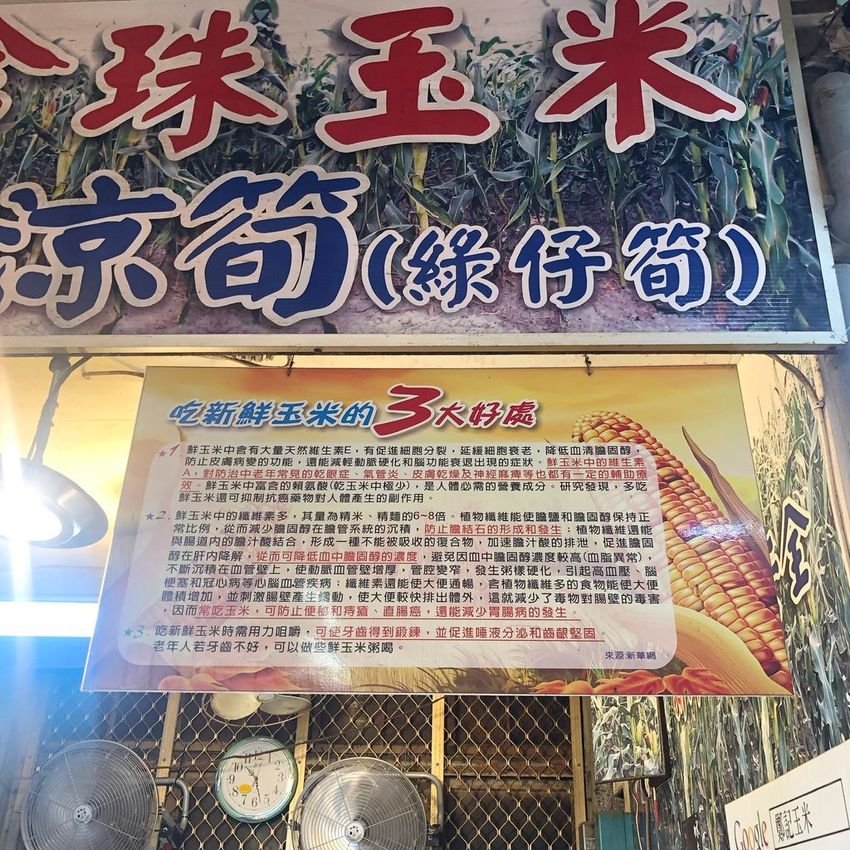 珠玉米
涼筍(綠仔筍)
吃新鮮玉米的3大好處
★1 鮮玉米中含有大量天然維生素E，有促進細胞分裂，延緩細胞衰老，降低血清膽固醇，
防止皮膚病變的功能，還能減輕動脈硬化和腦功能衰退出現的症狀。鮮玉米中的維生素
A，對防治中老年常見的乾眼症、氣管炎、皮膚乾燥及神經麻痺等也都有一定的輔助療
效。鮮玉米中富含的賴氨酸(乾玉米中極少)，是人體必需的營養成分。研究發現，多吃
鮮玉米還可抑制抗癌藥物對人體產生的副作用。
★2. 鮮玉米中的纖維素多，其量為精米、精麵的6~8倍。植物纖維能使膽鹽和膽固醇保持正
常比例，從而減少膽固醇在膽管系統的沉積，防止膽結石的形成和發生；植物纖維還能
與腸道內的膽汁酸結合，形成一種不能被吸收的復合物，加速膽汁酸的排泄，促進膽固
醇在肝內降解，從而可降低血中膽固醇的濃度，避免因血中膽固醇濃度較高(血脂異常)，
不斷沉積在血管壁上，使動脈血管壁增厚，管腔變窄，發生粥樣硬化，引起高血壓、腦
梗塞和冠心病等心腦血管疾病；纖維素還能使大便通暢，含植物纖維多的食物能使大便
體積增加，並刺激腸壁產生蠕動，使大便較快排出體外，這就減少了毒物對腸壁的毒害
，因而常吃玉米，可防止便秘和痔瘡、直腸癌，還能減少胃腸病的發生。
★3. 吃新鮮玉米時需用力咀嚼，可使牙齒得到鍛鍊，並促進唾液分泌和齒齦堅固。
老年人若牙齒不好，可以做些鮮玉米粥喝。
來源:新華網
金
Google 鄭記玉米